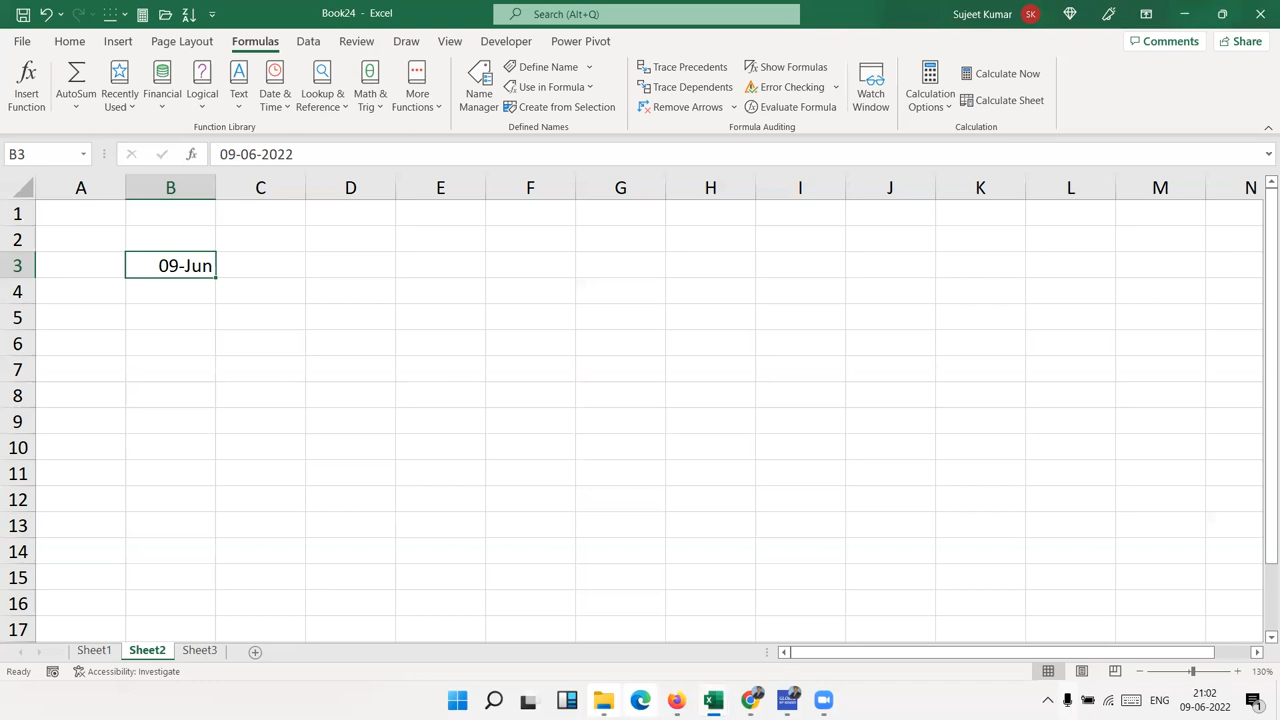 Book24 - Excel
Search (Alt+Q)
Sujeet Kumar
SK
File Home Insert Page Layout Formulas Data Review View Draw Developer Power Pivot
Comments
Share
Insert Function
AutoSum
Recently Used
Financial
Logical
Text
Date & Time
Lookup & Reference
Math & Trig
More Functions
Function Library
Name Manager
Define Name
Use in Formula
Create from Selection
Defined Names
Trace Precedents
Trace Dependents
Remove Arrows
Show Formulas
Error Checking
Evaluate Formula
Formula Auditing
Watch Window
Calculation Options
Calculate Now
Calculate Sheet
Calculation
B3
fx
09-06-2022
A B C D E F G H I J K L M N
1
2
3 09-Jun
4
5
6
7
8
9
10
11
12
13
14
15
16
17
Sheet1 Sheet2 Sheet3
Ready
Accessibility: Investigate
130%
ENG
21:02
09-06-2022
1